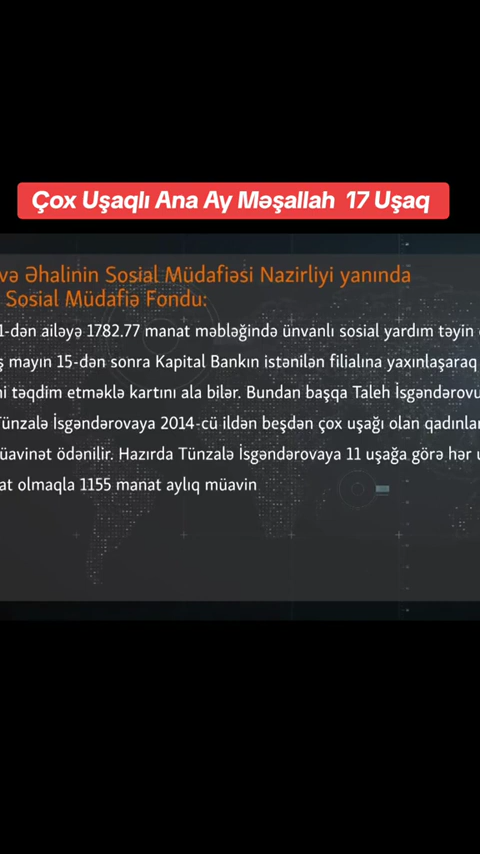 Çox Uşaqlı Ana Ay Məşallah 17 Uşaq
və Əhalinin Sosial Müdafiəsi Nazirliyi yanında
Sosial Müdafiə Fondu:
1-dən ailəyə 1782.77 manat məbləğində ünvanlı sosial yardım təyin
mayın 15-dən sonra Kapital Bankın istənilən filialına yaxınlaşaraq
təqdim etməklə kartını ala bilər. Bundan başqa Taleh İsgəndərovu
Tünzalə İsgəndərovaya 2014-cü ildən beşdən çox uşağı olan qadınlar
üavinət ödənilir. Hazırda Tünzalə İsgəndərovaya 11 uşağa görə hər
at olmaqla 1155 manat aylıq müavin